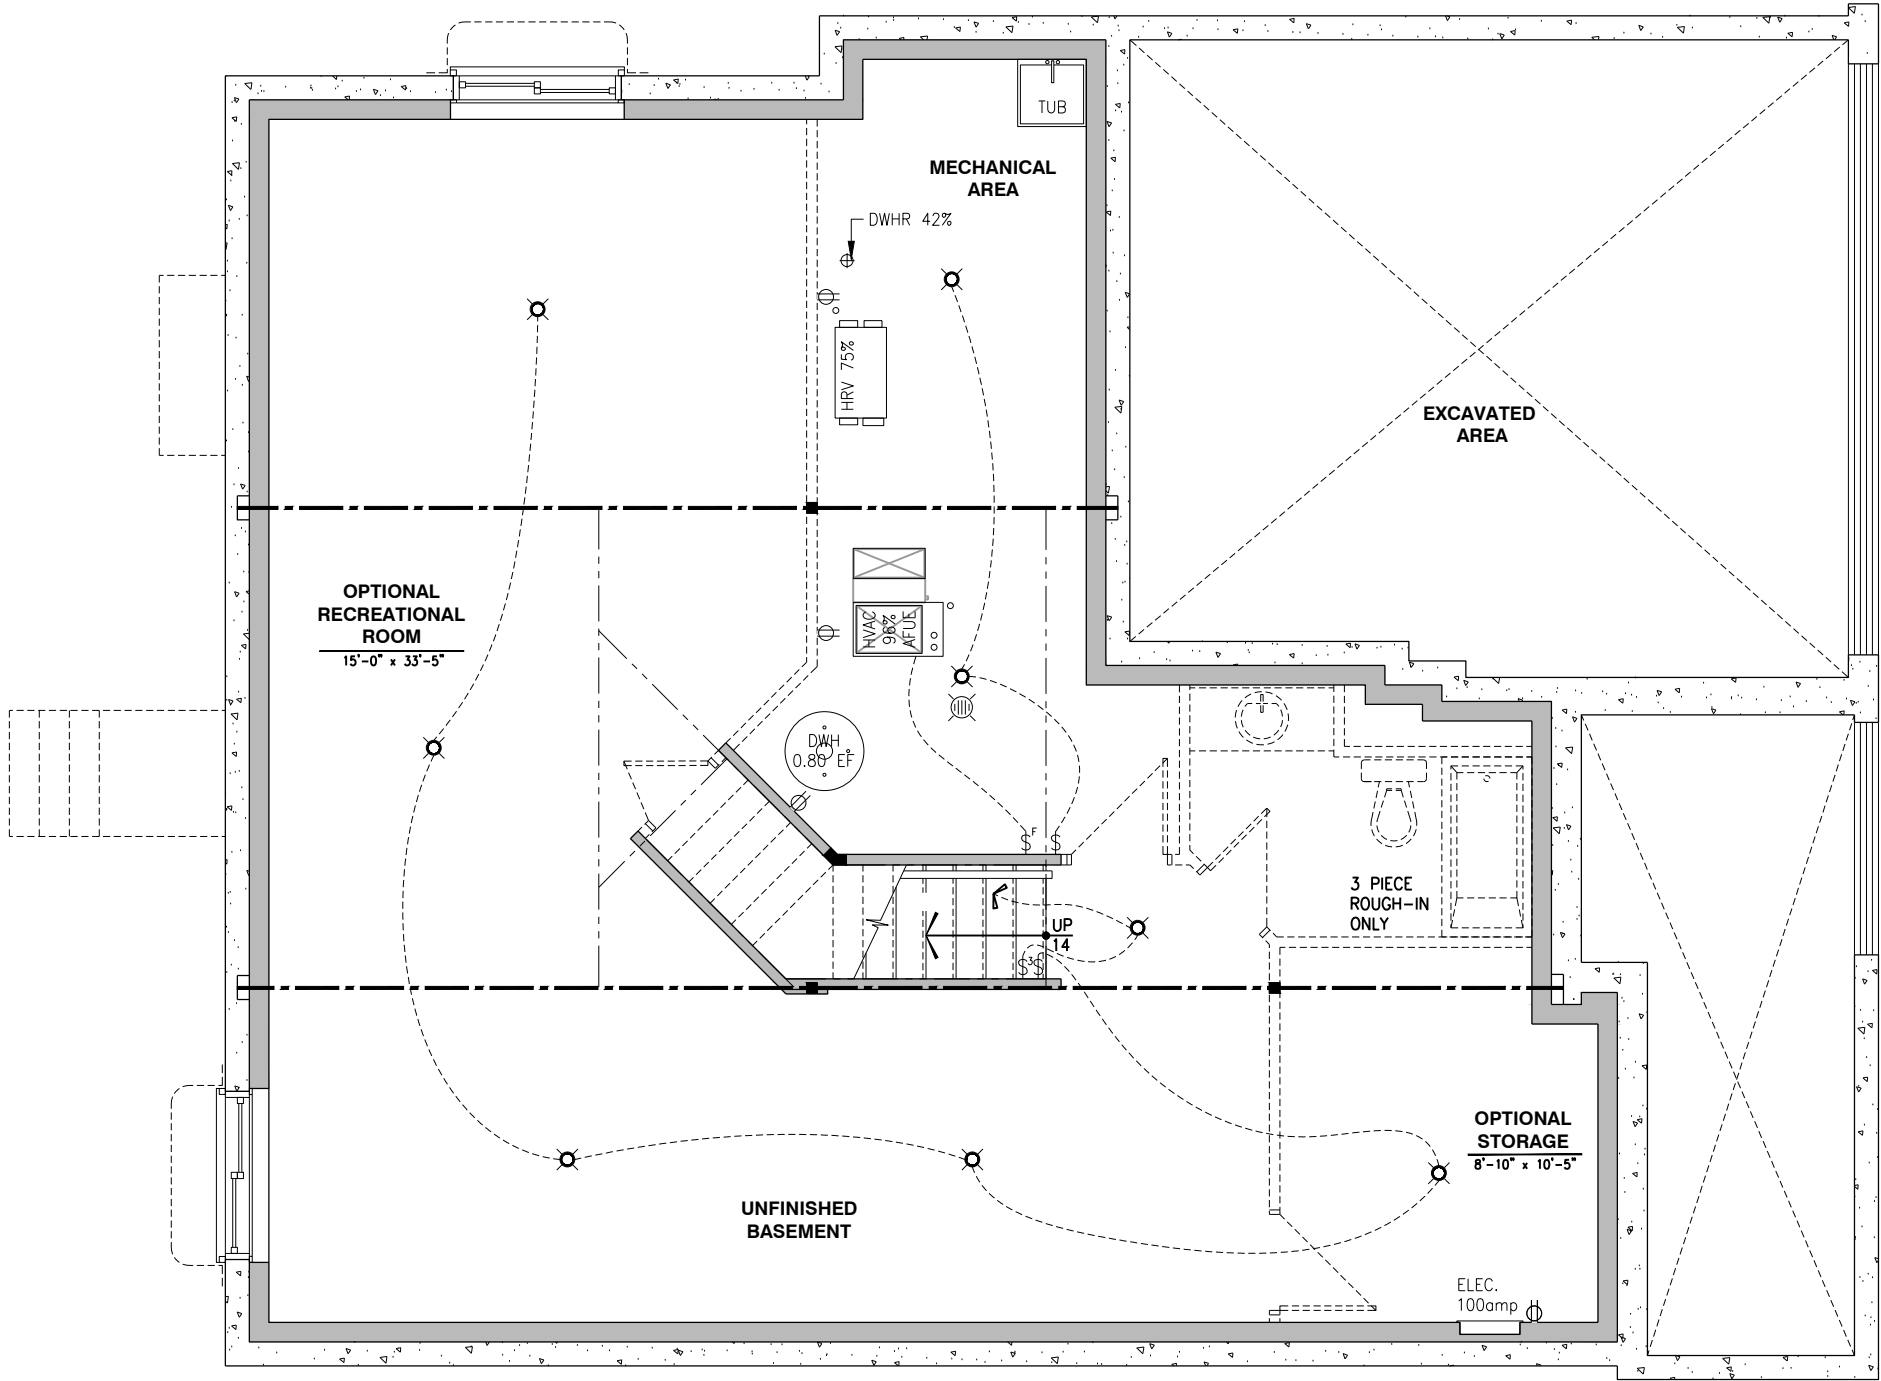 TUB
MECHANICAL
AREA
DWHR 42%
HRV 75%
EXCAVATED
AREA
OPTIONAL
RECREATIONAL
ROOM
15'-0" x 33'-5"
HVAC
96%
AFUE
DWH
0.80 EF
$F $
3 PIECE
ROUGH-IN
ONLY
UP
14
$3$
OPTIONAL
STORAGE
8'-10" x 10'-5"
UNFINISHED
BASEMENT
ELEC.
100amp